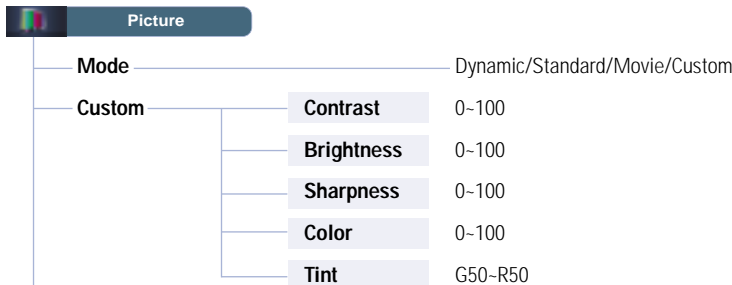 Picture
Mode Dynamic/Standard/Movie/Custom
Custom Contrast 0~100
Brightness 0~100
Sharpness 0~100
Color 0~100
Tint G50~R50